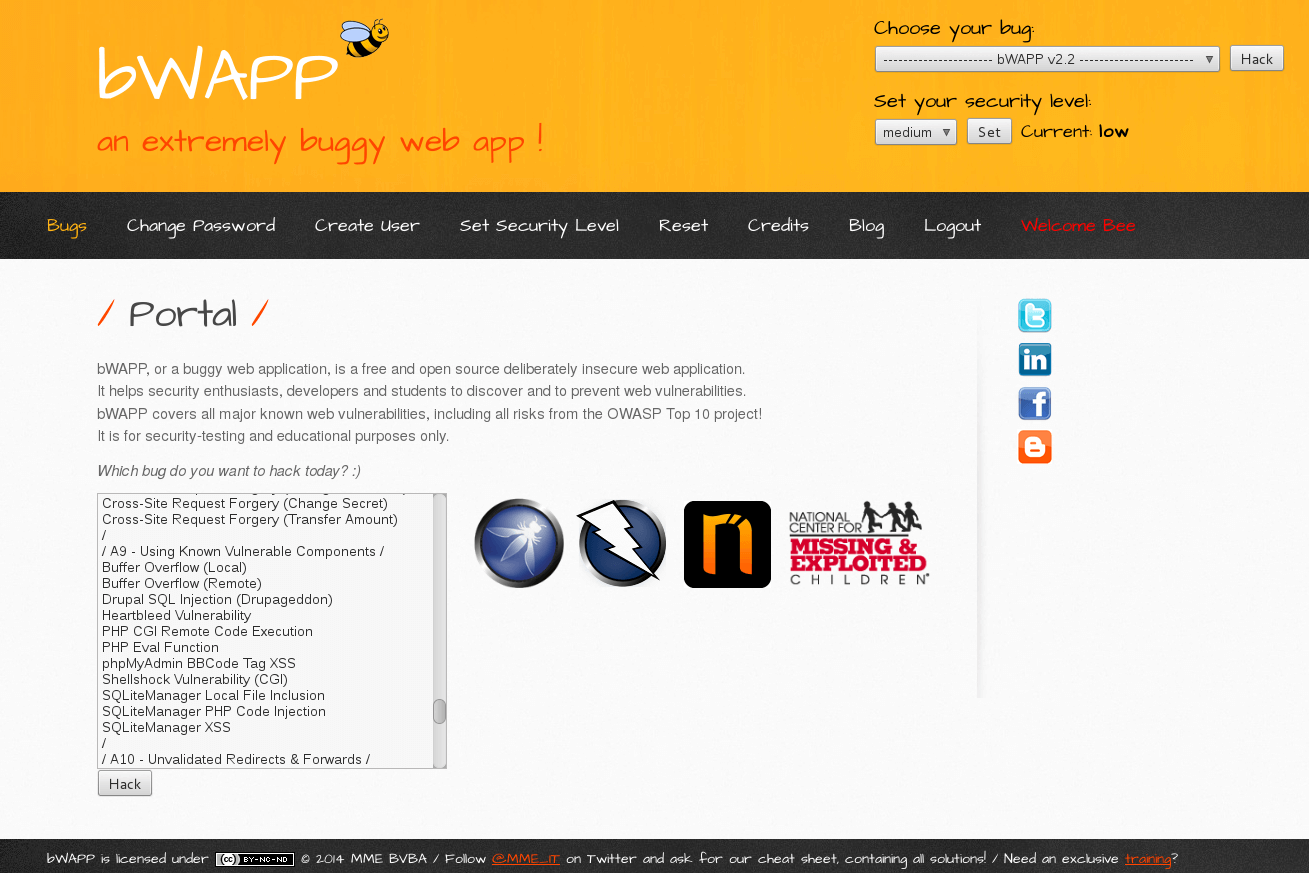 bWAPP
an extremely buggy web app !
Choose your bug:
---------------------- bWAPP v2.2 -----------------------
Hack
Set your security level:
medium
Set
Current: low
Bugs
Change Password
Create User
Set Security Level
Reset
Credits
Blog
Logout
Welcome Bee
/ Portal /
bWAPP, or a buggy web application, is a free and open source deliberately insecure web application.
It helps security enthusiasts, developers and students to discover and to prevent web vulnerabilities.
bWAPP covers all major known web vulnerabilities, including all risks from the OWASP Top 10 project!
It is for security-testing and educational purposes only.
Which bug do you want to hack today? :)
Cross-Site Request Forgery (Change Secret)
Cross-Site Request Forgery (Transfer Amount)
/
/ A9 - Using Known Vulnerable Components /
Buffer Overflow (Local)
Buffer Overflow (Remote)
Drupal SQL Injection (Drupageddon)
Heartbleed Vulnerability
PHP CGI Remote Code Execution
PHP Eval Function
phpMyAdmin BBCode Tag XSS
Shellshock Vulnerability (CGI)
SQLiteManager Local File Inclusion
SQLiteManager PHP Code Injection
SQLiteManager XSS
/
/ A10 - Unvalidated Redirects & Forwards /
Hack
NATIONAL
CENTER FOR
MISSING &
EXPLOITED
CHILDREN®
bWAPP is licensed under (cc) BY-NC-ND © 2014 MME BVBA / Follow @MME_IT on Twitter and ask for our cheat sheet, containing all solutions! / Need an exclusive training?